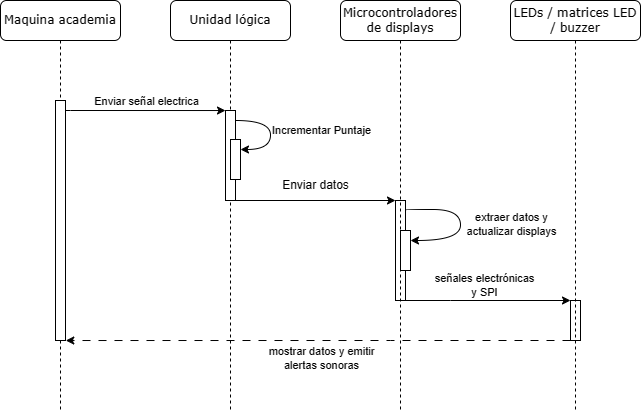 Maquina academia
Unidad lógica
Microcontroladores
de displays
LEDs / matrices LED
/ buzzer
Enviar señal electrica
Incrementar Puntaje
Enviar datos
extraer datos y
actualizar displays
señales electrónicas
y SPI
mostrar datos y emitir
alertas sonoras